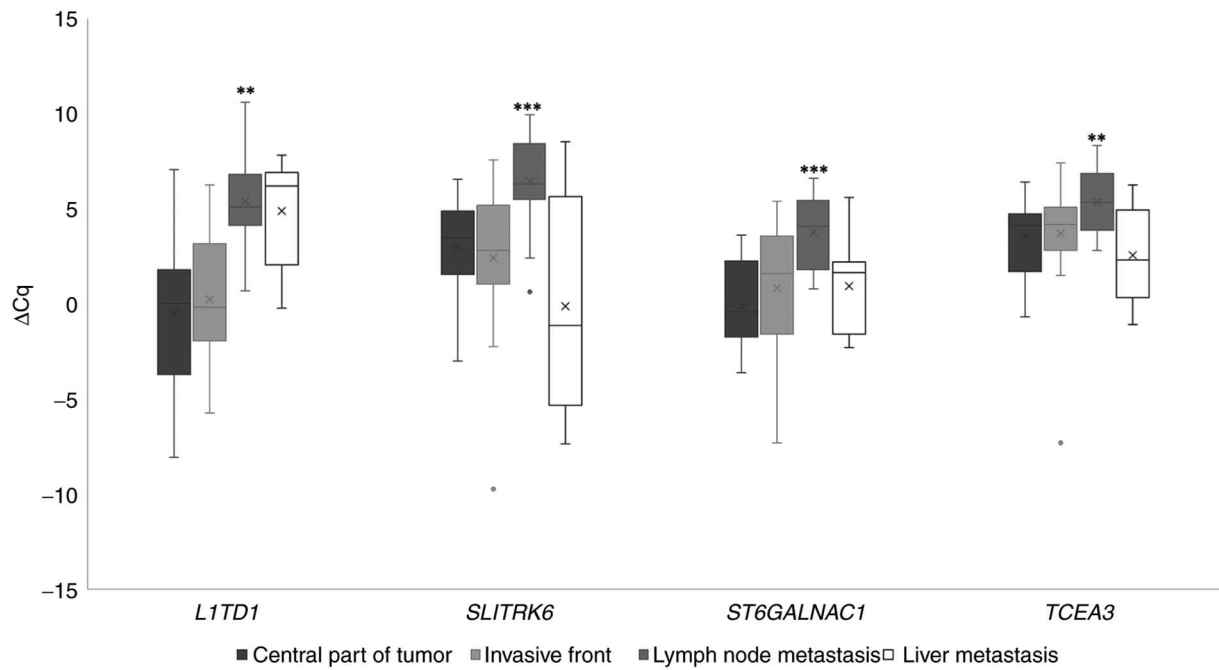 15
10
5
0
−5
−10
−15
ΔCq
** *** *** **
L1TD1 SLITRK6 ST6GALNAC1 TCEA3
Central part of tumor Invasive front Lymph node metastasis Liver metastasis